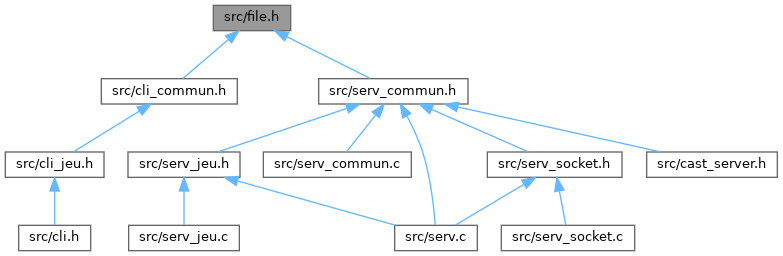 src/file.h
src/cli_commun.h
src/serv_commun.h
src/cli_jeu.h
src/serv_jeu.h
src/serv_commun.c
src/serv_socket.h
src/cast_server.h
src/cli.h
src/serv_jeu.c
src/serv.c
src/serv_socket.c